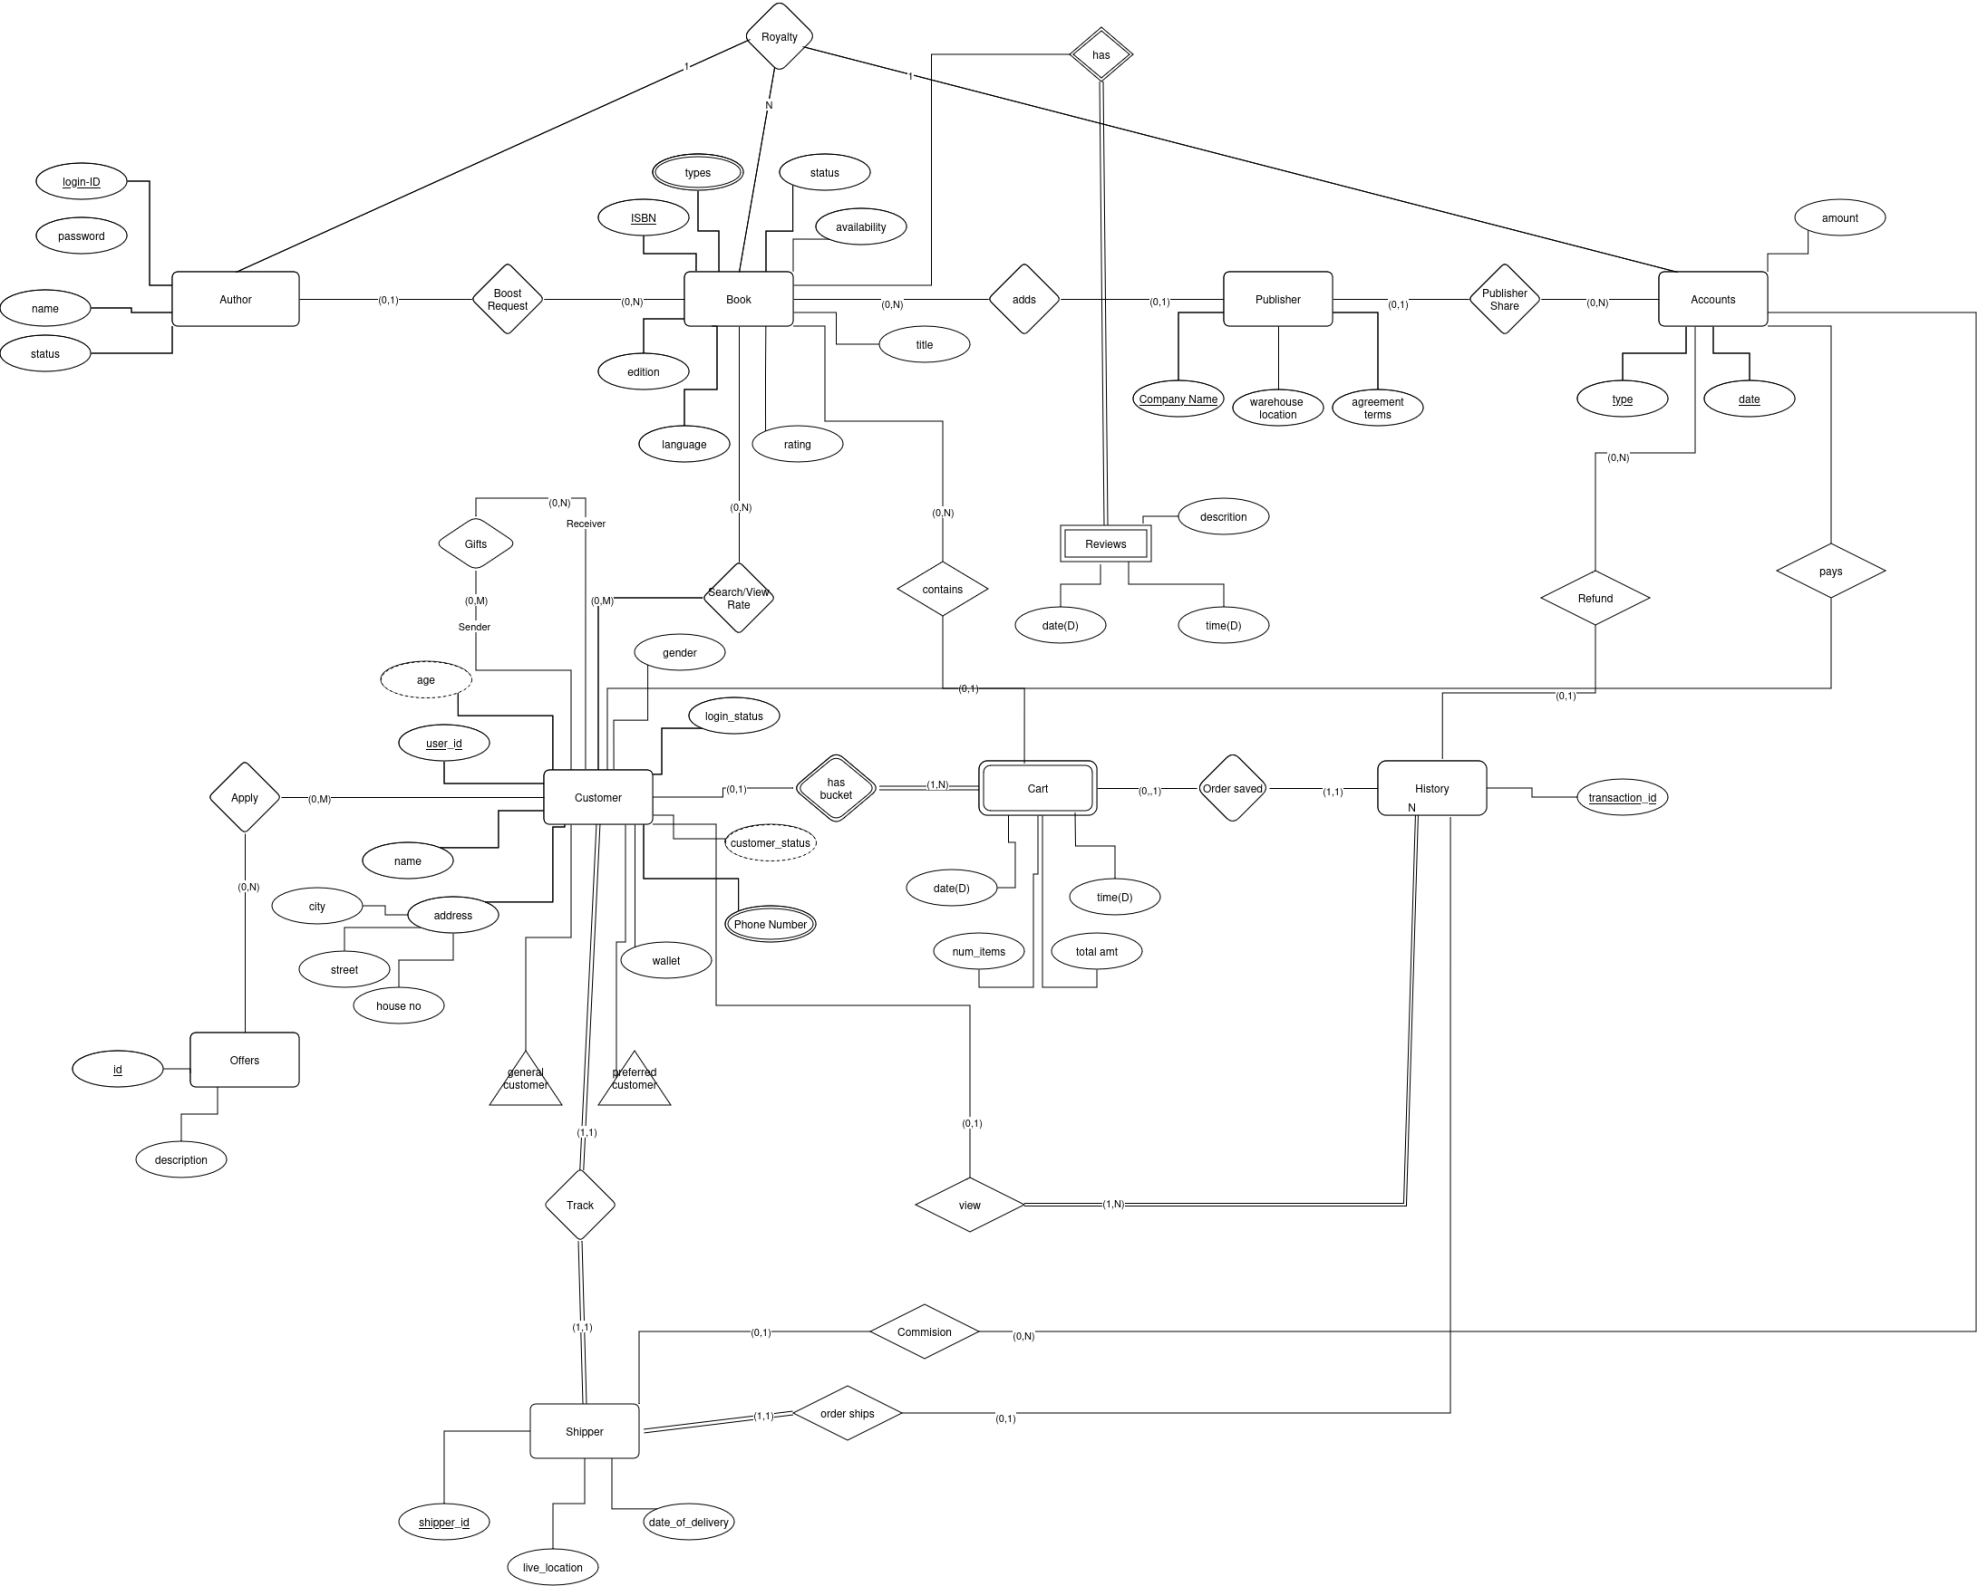 Royalty
has
1
1
N
types
status
login-ID
ISBN
amount
availability
password
Author
(0,1)
Boost
Request
(0,N)
Book
(0,N)
adds
(0,1)
Publisher
(0,1)
Publisher
Share
(0,N)
Accounts
name
status
title
edition
Company Name
warehouse
location
agreement
terms
type
date
language
rating
(0,N)
(0,N)
Receiver
(0,N)
(0,N)
descrition
Gifts
Reviews
pays
(0,M)
Sender
(0,M)
Search/View
Rate
contains
Refund
date(D)
time(D)
gender
age
(0,1)
(0,1)
login_status
user_id
Apply
(0,M)
Customer
(0,1)
has
bucket
(1,N)
Cart
(0,,1)
Order saved
(1,1)
History
N
transaction_id
customer_status
name
(0,N)
date(D)
time(D)
city
address
Phone Number
num_items
total amt
wallet
street
house no
Offers
id
general
customer
preferred
customer
(1,1)
(0,1)
description
Track
view
(1,N)
(1,1)
(0,1)
Commision
(0,N)
Shipper
(1,1)
order ships
(0,1)
shipper_id
date_of_delivery
live_location